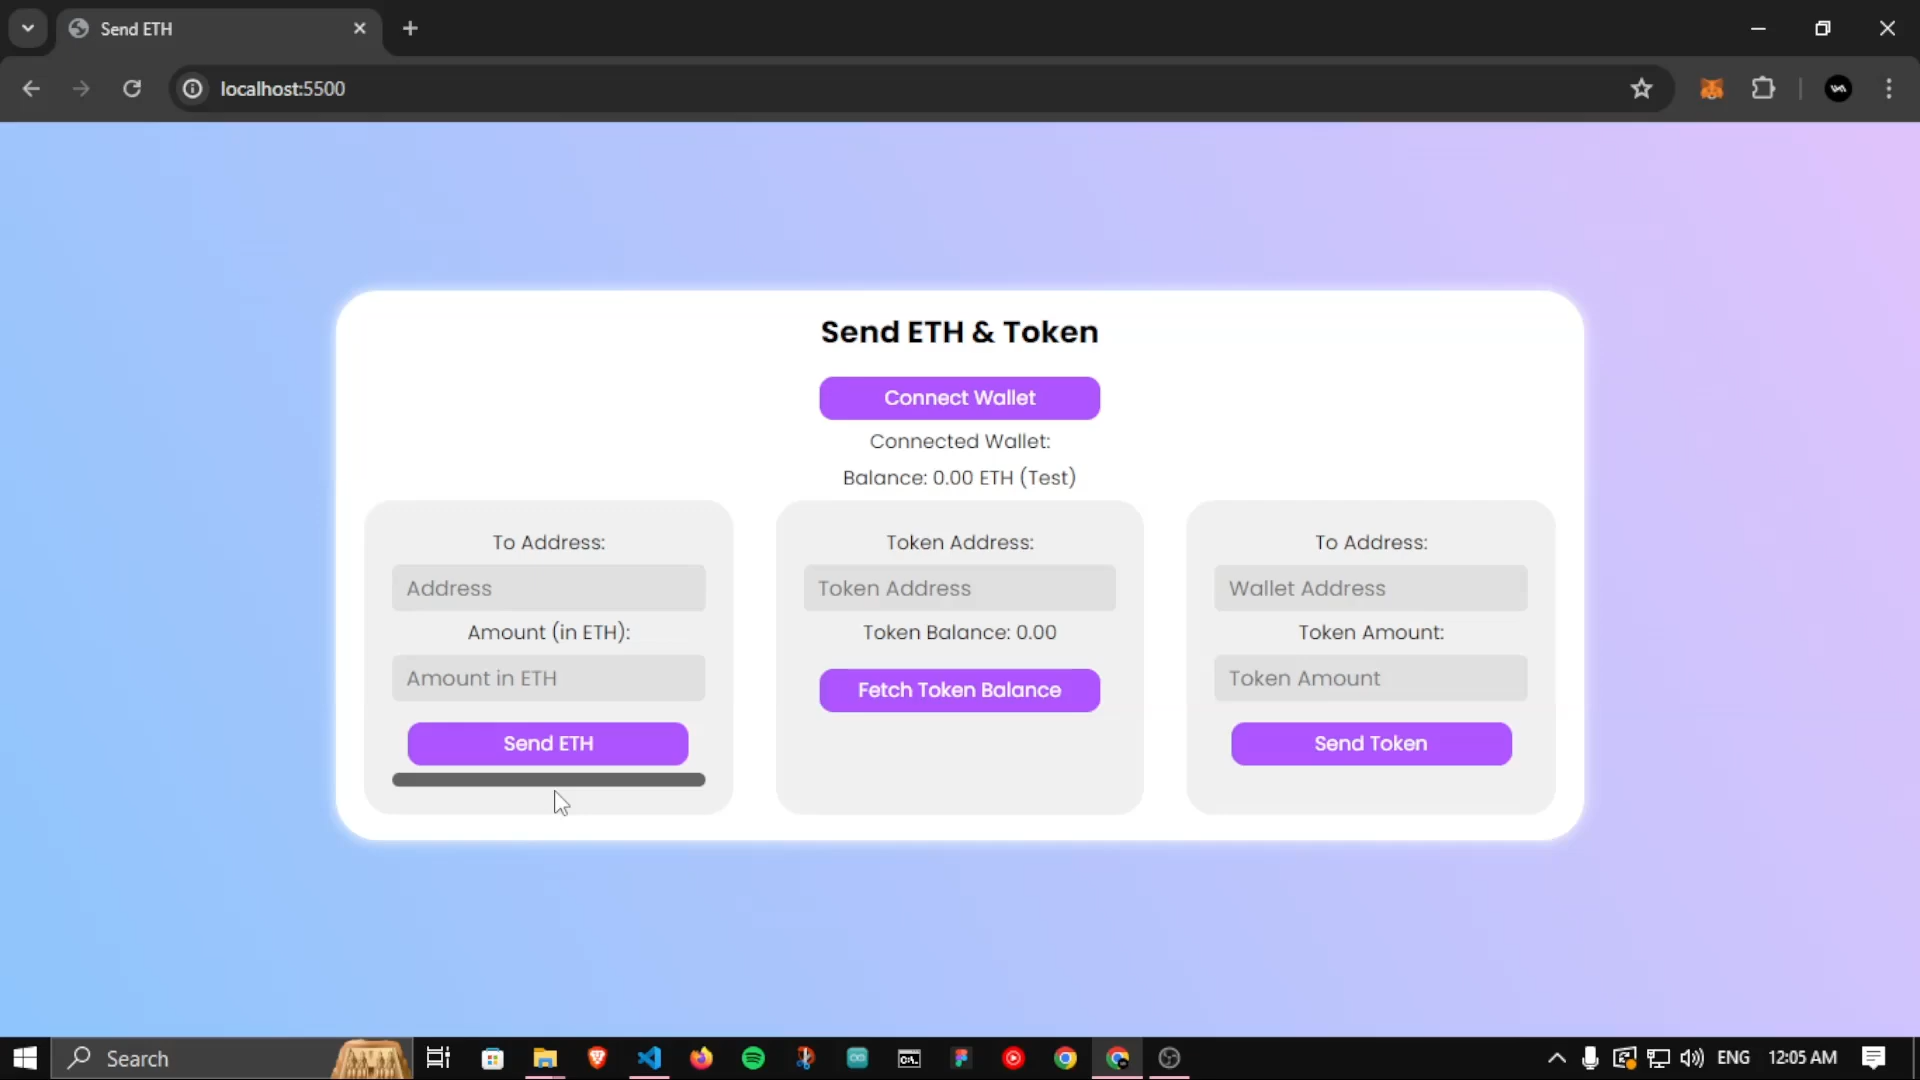 Send ETH
localhost:5500
Send ETH & Token
Connect Wallet
Connected Wallet:
Balance: 0.00 ETH (Test)
To Address:
Address
Amount (in ETH):
Amount in ETH
Send ETH
Token Address:
Token Address
Token Balance: 0.00
Fetch Token Balance
To Address:
Wallet Address
Token Amount:
Token Amount
Send Token
Search
ENG
12:05 AM